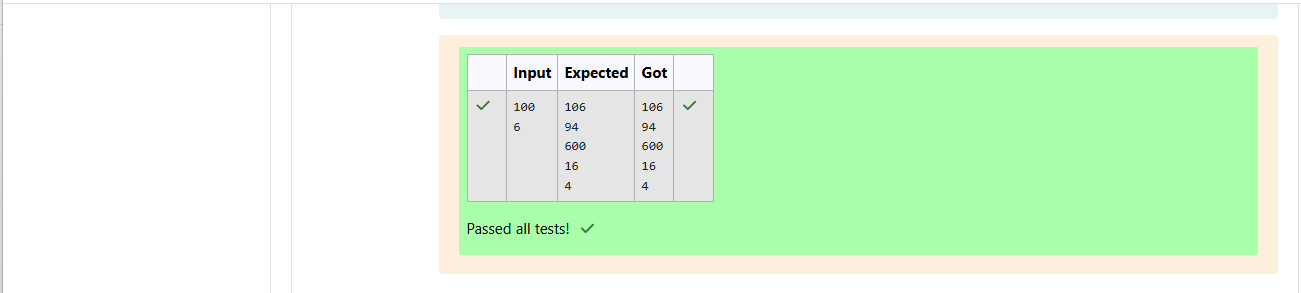 Input Expected Got
100 106 106
6 94 94
600 600
16 16
4 4
Passed all tests!